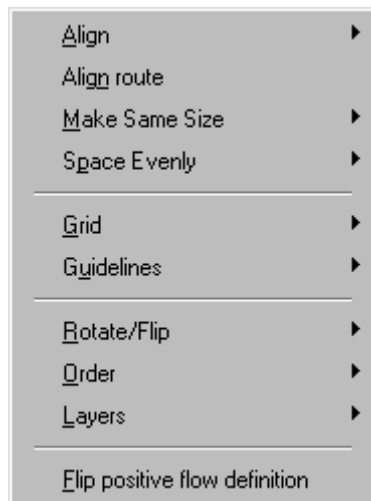 Align
Align route
Make Same Size
Space Evenly
Grid
Guidelines
Rotate/Flip
Order
Layers
Flip positive flow definition